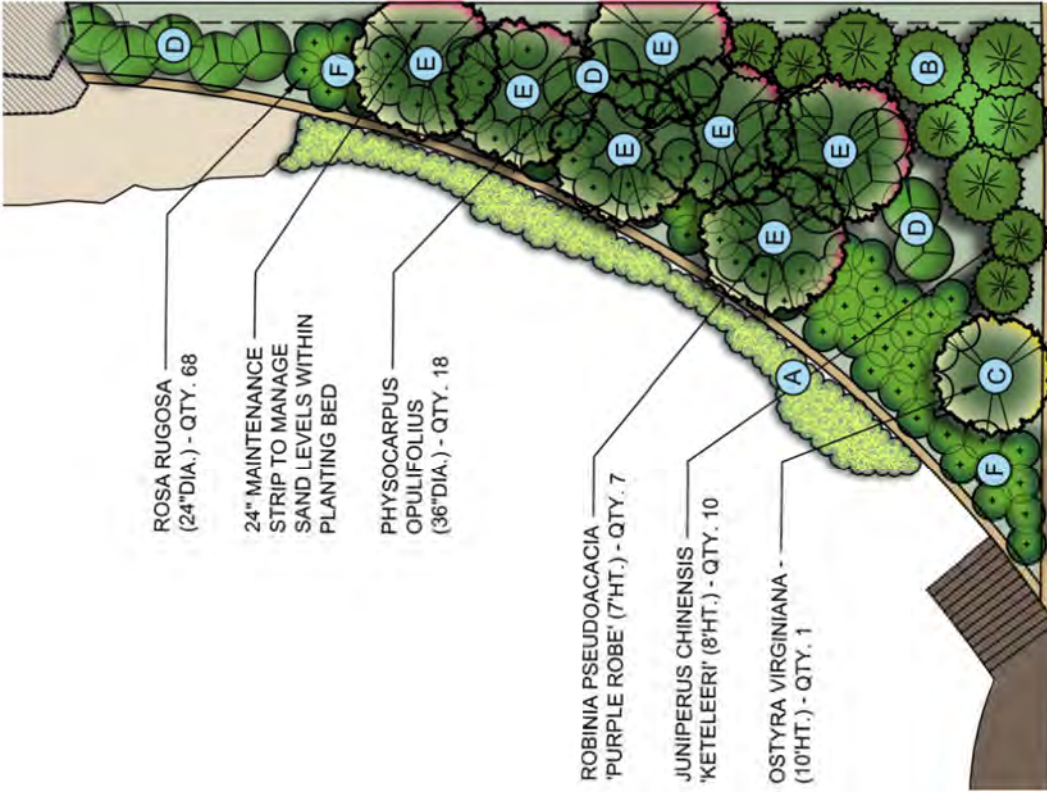 ROSA RUGOSA
(24"DIA.) - QTY. 68
24" MAINTENANCE
STRIP TO MANAGE
SAND LEVELS WITHIN
PLANTING BED
PHYSOCARPUS
OPULIFOLIUS
(36"DIA.) - QTY. 18
ROBINIA PSEUDOACACIA
'PURPLE ROBE' (7'HT.) - QTY. 7
JUNIPERUS CHINENSIS
'KETELEERI' (8'HT.) - QTY. 10
OSTYRA VIRGINIANA -
(10'HT.) - QTY. 1
D
F
E
E
D
E
E
E
E
E
B
D
A
C
F